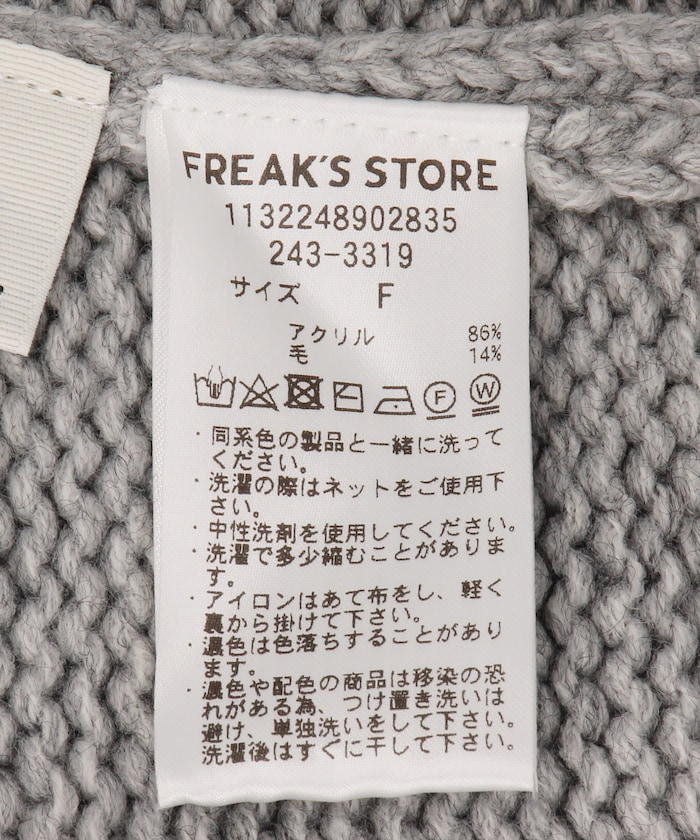 FREAK'S STORE
1132248902835
243-3319
サイズ F
アクリル 86%
毛 14%
F W
・同系色の製品と一緒に洗って
ください。
・洗濯の際はネットをご使用下
さい。
・中性洗剤を使用してください。
・洗濯で多少縮むことがありま
す。
・アイロンはあて布をし、軽く
裏から掛けて下さい。
・濃色は色落ちすることがあり
ます。
・濃色や配色の商品は移染の恐
れがある為、つけ置き洗いは
避け、単独洗いをして下さい。
洗濯後はすぐに干して下さい。